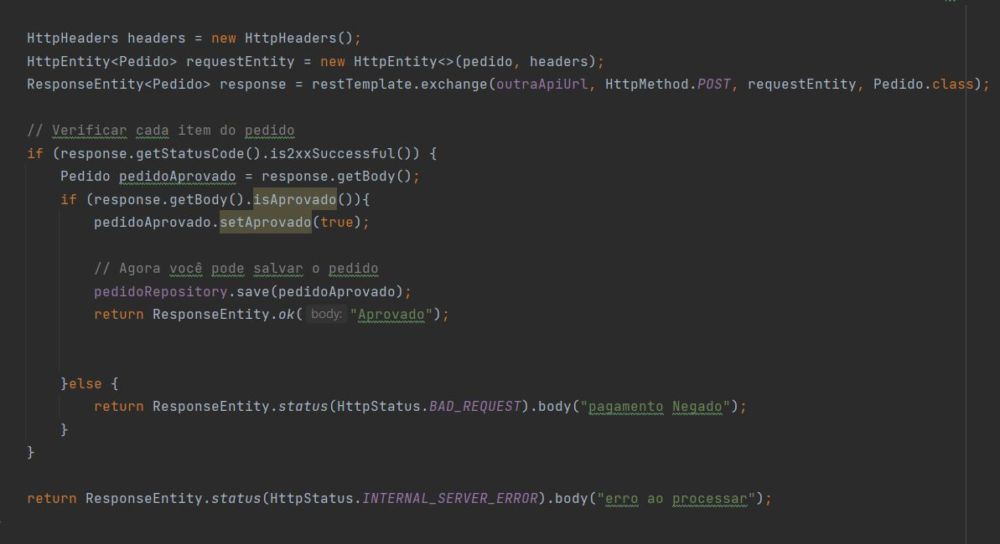 HttpHeaders headers = new HttpHeaders();
HttpEntity<Pedido> requestEntity = new HttpEntity<>(pedido, headers);
ResponseEntity<Pedido> response = restTemplate.exchange(outraApiUrl, HttpMethod.POST, requestEntity, Pedido.class);
// Verificar cada item do pedido
if (response.getStatusCode().is2xxSuccessful()) {
Pedido pedidoAprovado = response.getBody();
if (response.getBody().isAprovado()){
pedidoAprovado.setAprovado(true);
// Agora você pode salvar o pedido
pedidoRepository.save(pedidoAprovado);
return ResponseEntity.ok( body: "Aprovado");
}else {
return ResponseEntity.status(HttpStatus.BAD_REQUEST).body("pagamento Negado");
}
}
return ResponseEntity.status(HttpStatus.INTERNAL_SERVER_ERROR).body("erro ao processar");